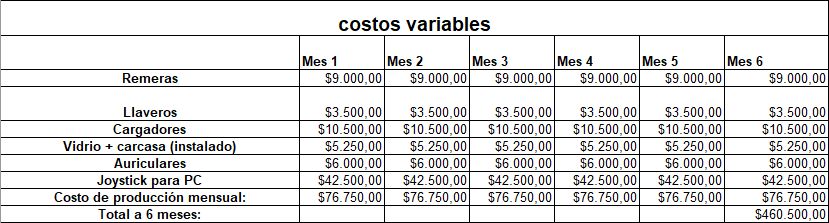 costos variables
Mes 1 Mes 2 Mes 3 Mes 4 Mes 5 Mes 6
Remeras $9.000,00 $9.000,00 $9.000,00 $9.000,00 $9.000,00 $9.000,00
Llaveros $3.500,00 $3.500,00 $3.500,00 $3.500,00 $3.500,00 $3.500,00
Cargadores $10.500,00 $10.500,00 $10.500,00 $10.500,00 $10.500,00 $10.500,00
Vidrio + carcasa (instalado) $5.250,00 $5.250,00 $5.250,00 $5.250,00 $5.250,00 $5.250,00
Auriculares $6.000,00 $6.000,00 $6.000,00 $6.000,00 $6.000,00 $6.000,00
Joystick para PC $42.500,00 $42.500,00 $42.500,00 $42.500,00 $42.500,00 $42.500,00
Costo de producción mensual: $76.750,00 $76.750,00 $76.750,00 $76.750,00 $76.750,00 $76.750,00
Total a 6 meses: $460.500,00